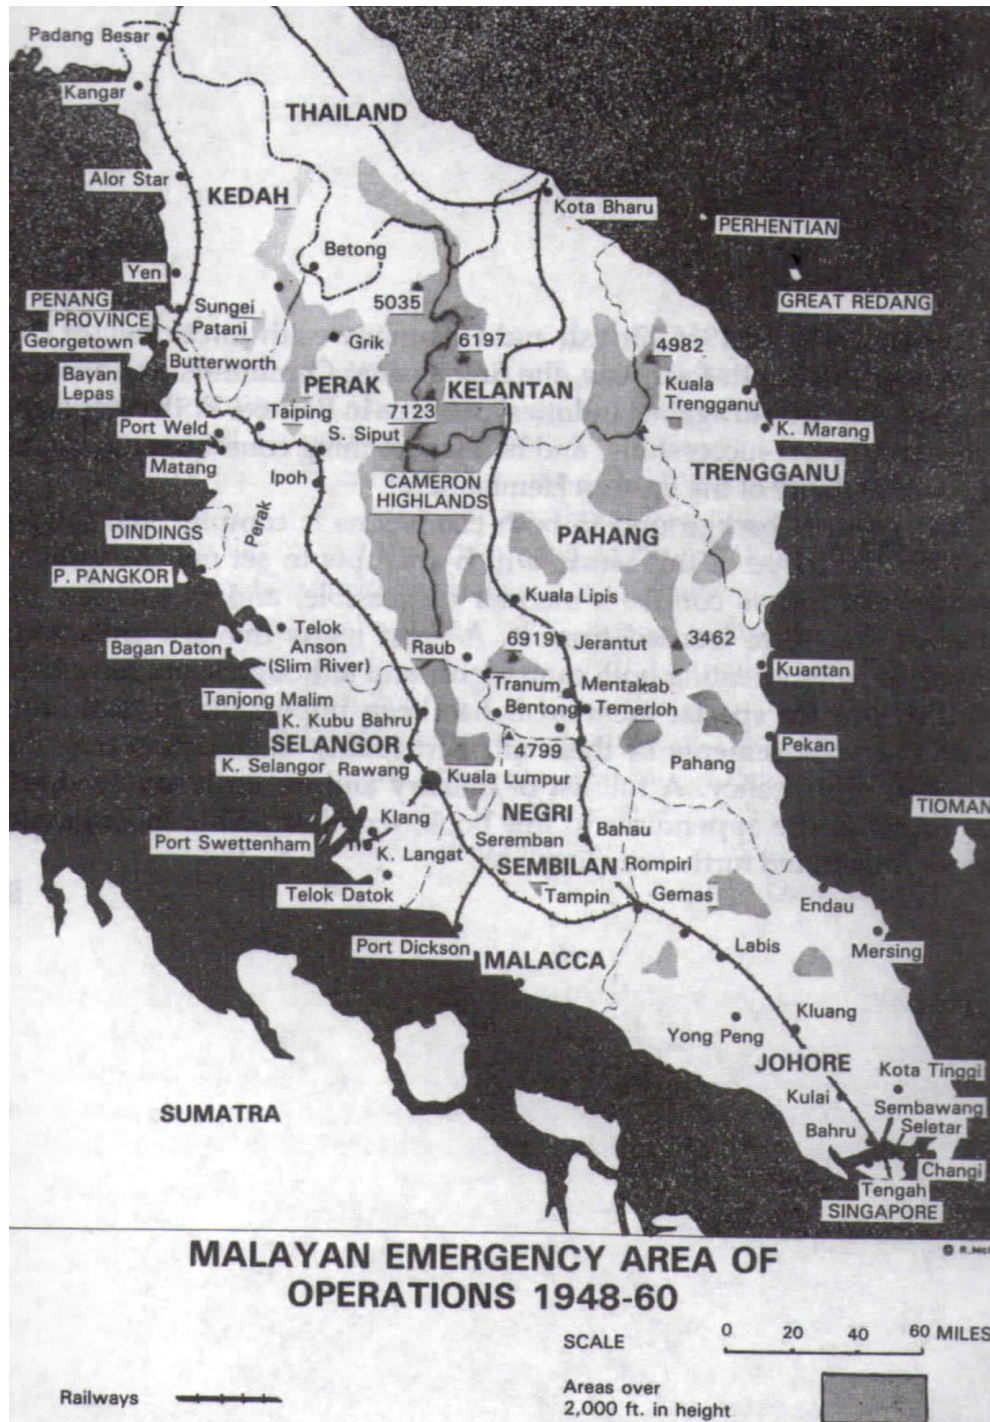 Padang Besar
Kangar
THAILAND
Alor Star
KEDAH
Kota Bharu
PERHENTIAN
Betong
Yen
5035
GREAT REDANG
PENANG
PROVINCE
Sungei
Patani
Georgetown
Butterworth
Grik
6197
4982
Bayan
Lepas
PERAK
KELANTAN
Kuala
Trengganu
7123
Taiping
S. Siput
Port Weld
K. Marang
Matang
Ipoh
CAMERON
HIGHLANDS
TRENGGANU
Perak
DINDINGS
PAHANG
P. PANGKOR
Kuala Lipis
Telok
Anson
(Slim River)
Bagan Daton
Raub
6919
Jerantut
3462
Kuantan
Tranum
Mentakab
Tanjong Malim
Bentong
Temerloh
K. Kubu Bahru
SELANGOR
4799
Pekan
K. Selangor
Rawang
Kuala Lumpur
Pahang
TIOMAN
Klang
NEGRI
Port Swettenham
Seremban
Bahau
K. Langat
SEMBILAN
Rompiri
Telok Datok
Tampin
Gemas
Endau
Port Dickson
MALACCA
Labis
Mersing
Kluang
Yong Peng
JOHORE
Kota Tinggi
SUMATRA
Kulai
Sembawang
Seletar
Bahru
Changi
Tengah
SINGAPORE
MALAYAN EMERGENCY AREA OF
OPERATIONS 1948-60
SCALE
0 20 40 60 MILES
Railways
Areas over
2,000 ft. in height